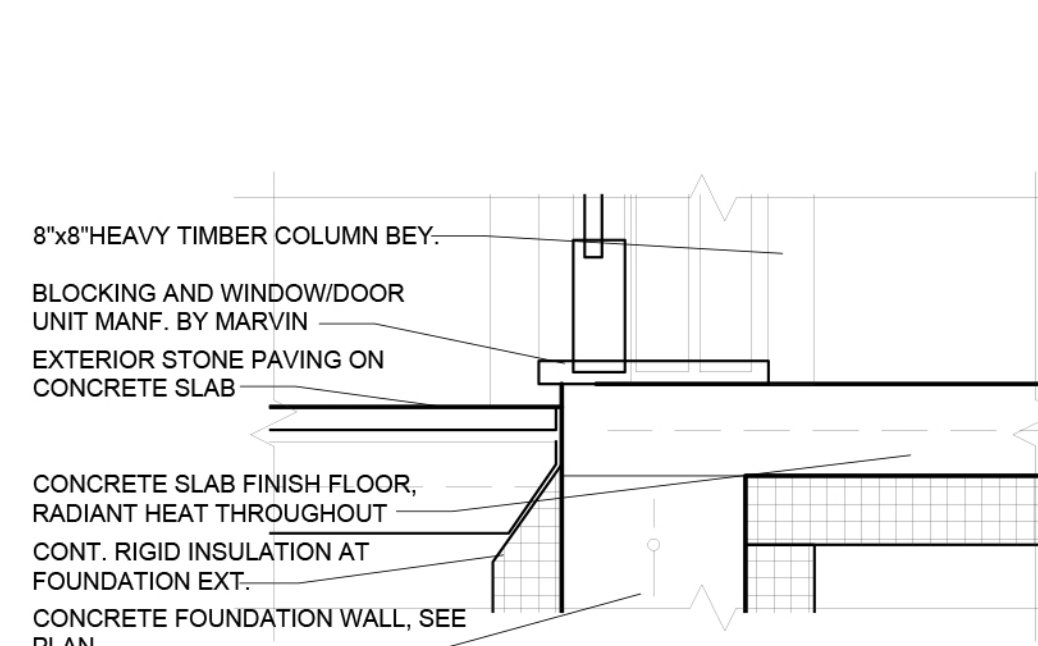 8"x8"HEAVY TIMBER COLUMN BEY.
BLOCKING AND WINDOW/DOOR
UNIT MANF. BY MARVIN
EXTERIOR STONE PAVING ON
CONCRETE SLAB
CONCRETE SLAB FINISH FLOOR,
RADIANT HEAT THROUGHOUT
CONT. RIGID INSULATION AT
FOUNDATION EXT.
CONCRETE FOUNDATION WALL, SEE
PLAN